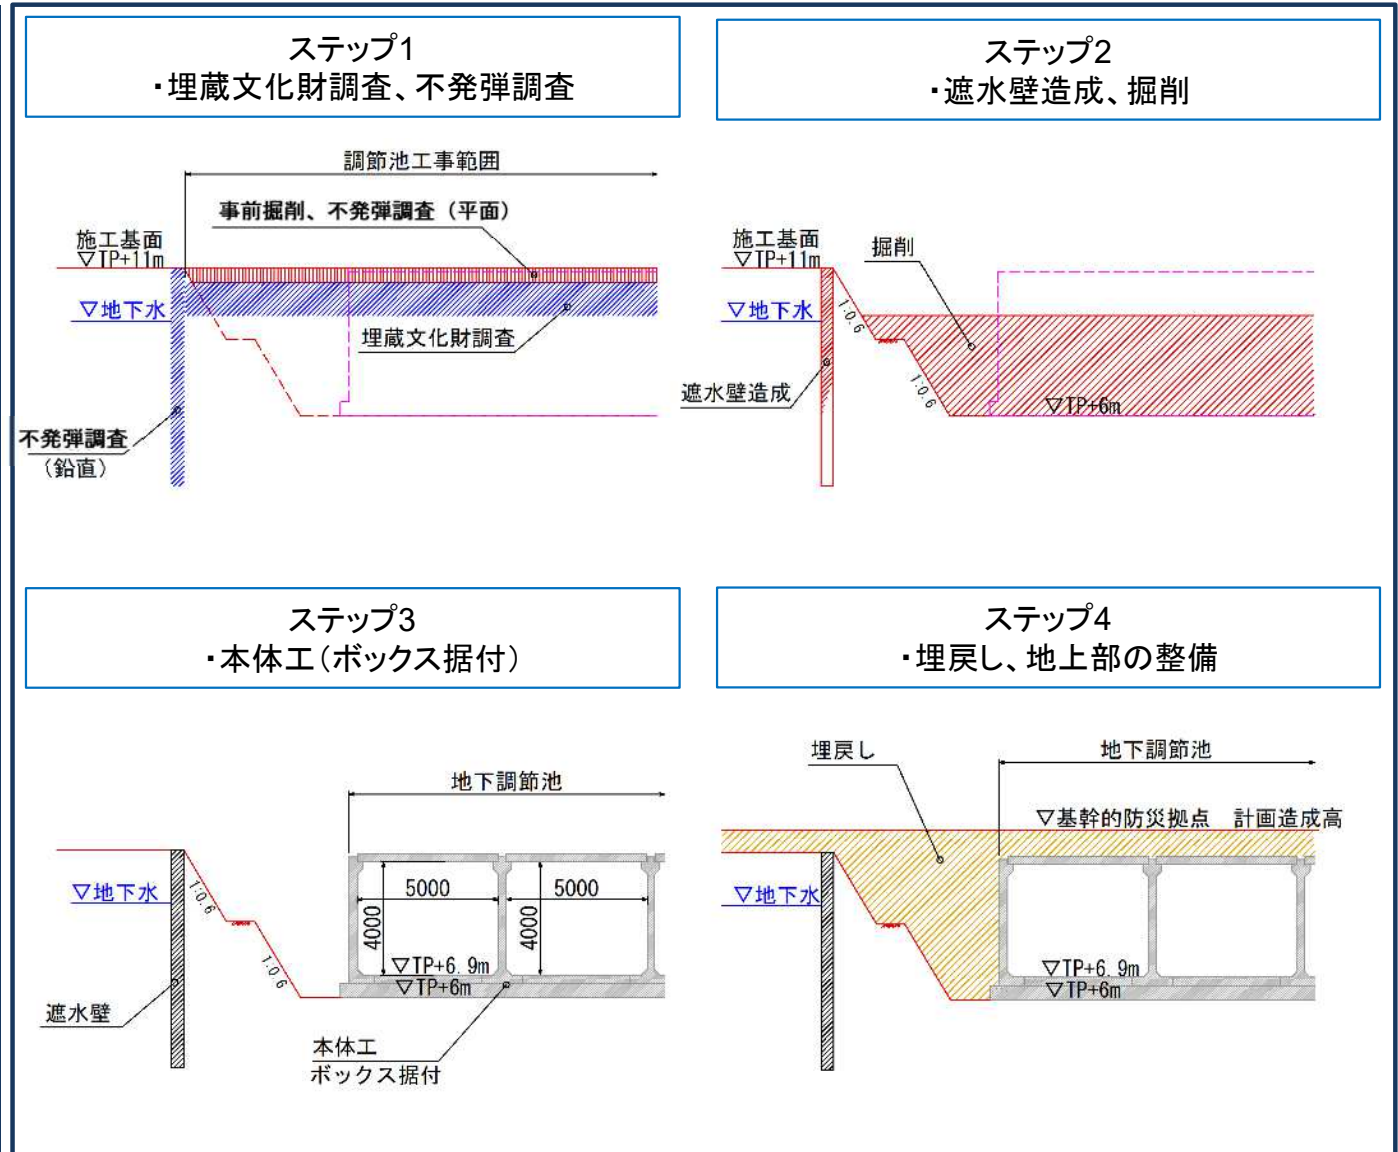 ステップ1
・埋蔵文化財調査、不発弾調査
調節池工事範囲
事前掘削、不発弾調査（平面）
施工基面
▽TP+11m
▽地下水
埋蔵文化財調査
不発弾調査
（鉛直）
ステップ2
・遮水壁造成、掘削
施工基面
▽TP+11m
掘削
▽地下水
1:0.6
遮水壁造成
1:0.6
▽TP+6m
ステップ3
・本体工（ボックス据付）
地下調節池
▽地下水
1:0.6
5000
5000
4000
4000
1:0.6
▽TP+6.9m
▽TP+6m
遮水壁
本体工
ボックス据付
ステップ4
・埋戻し、地上部の整備
埋戻し
地下調節池
▽基幹的防災拠点　計画造成高
▽地下水
▽TP+6.9m
▽TP+6m